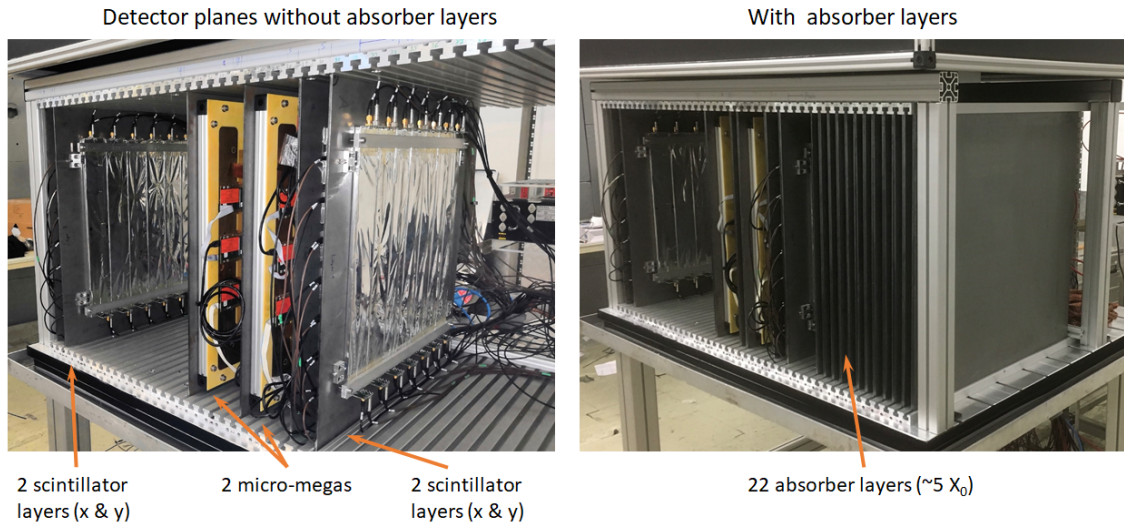 Detector planes without absorber layers
With absorber layers
2 scintillator
layers (x & y)
2 micro-megas
2 scintillator
layers (x & y)
22 absorber layers (~5 X₀)